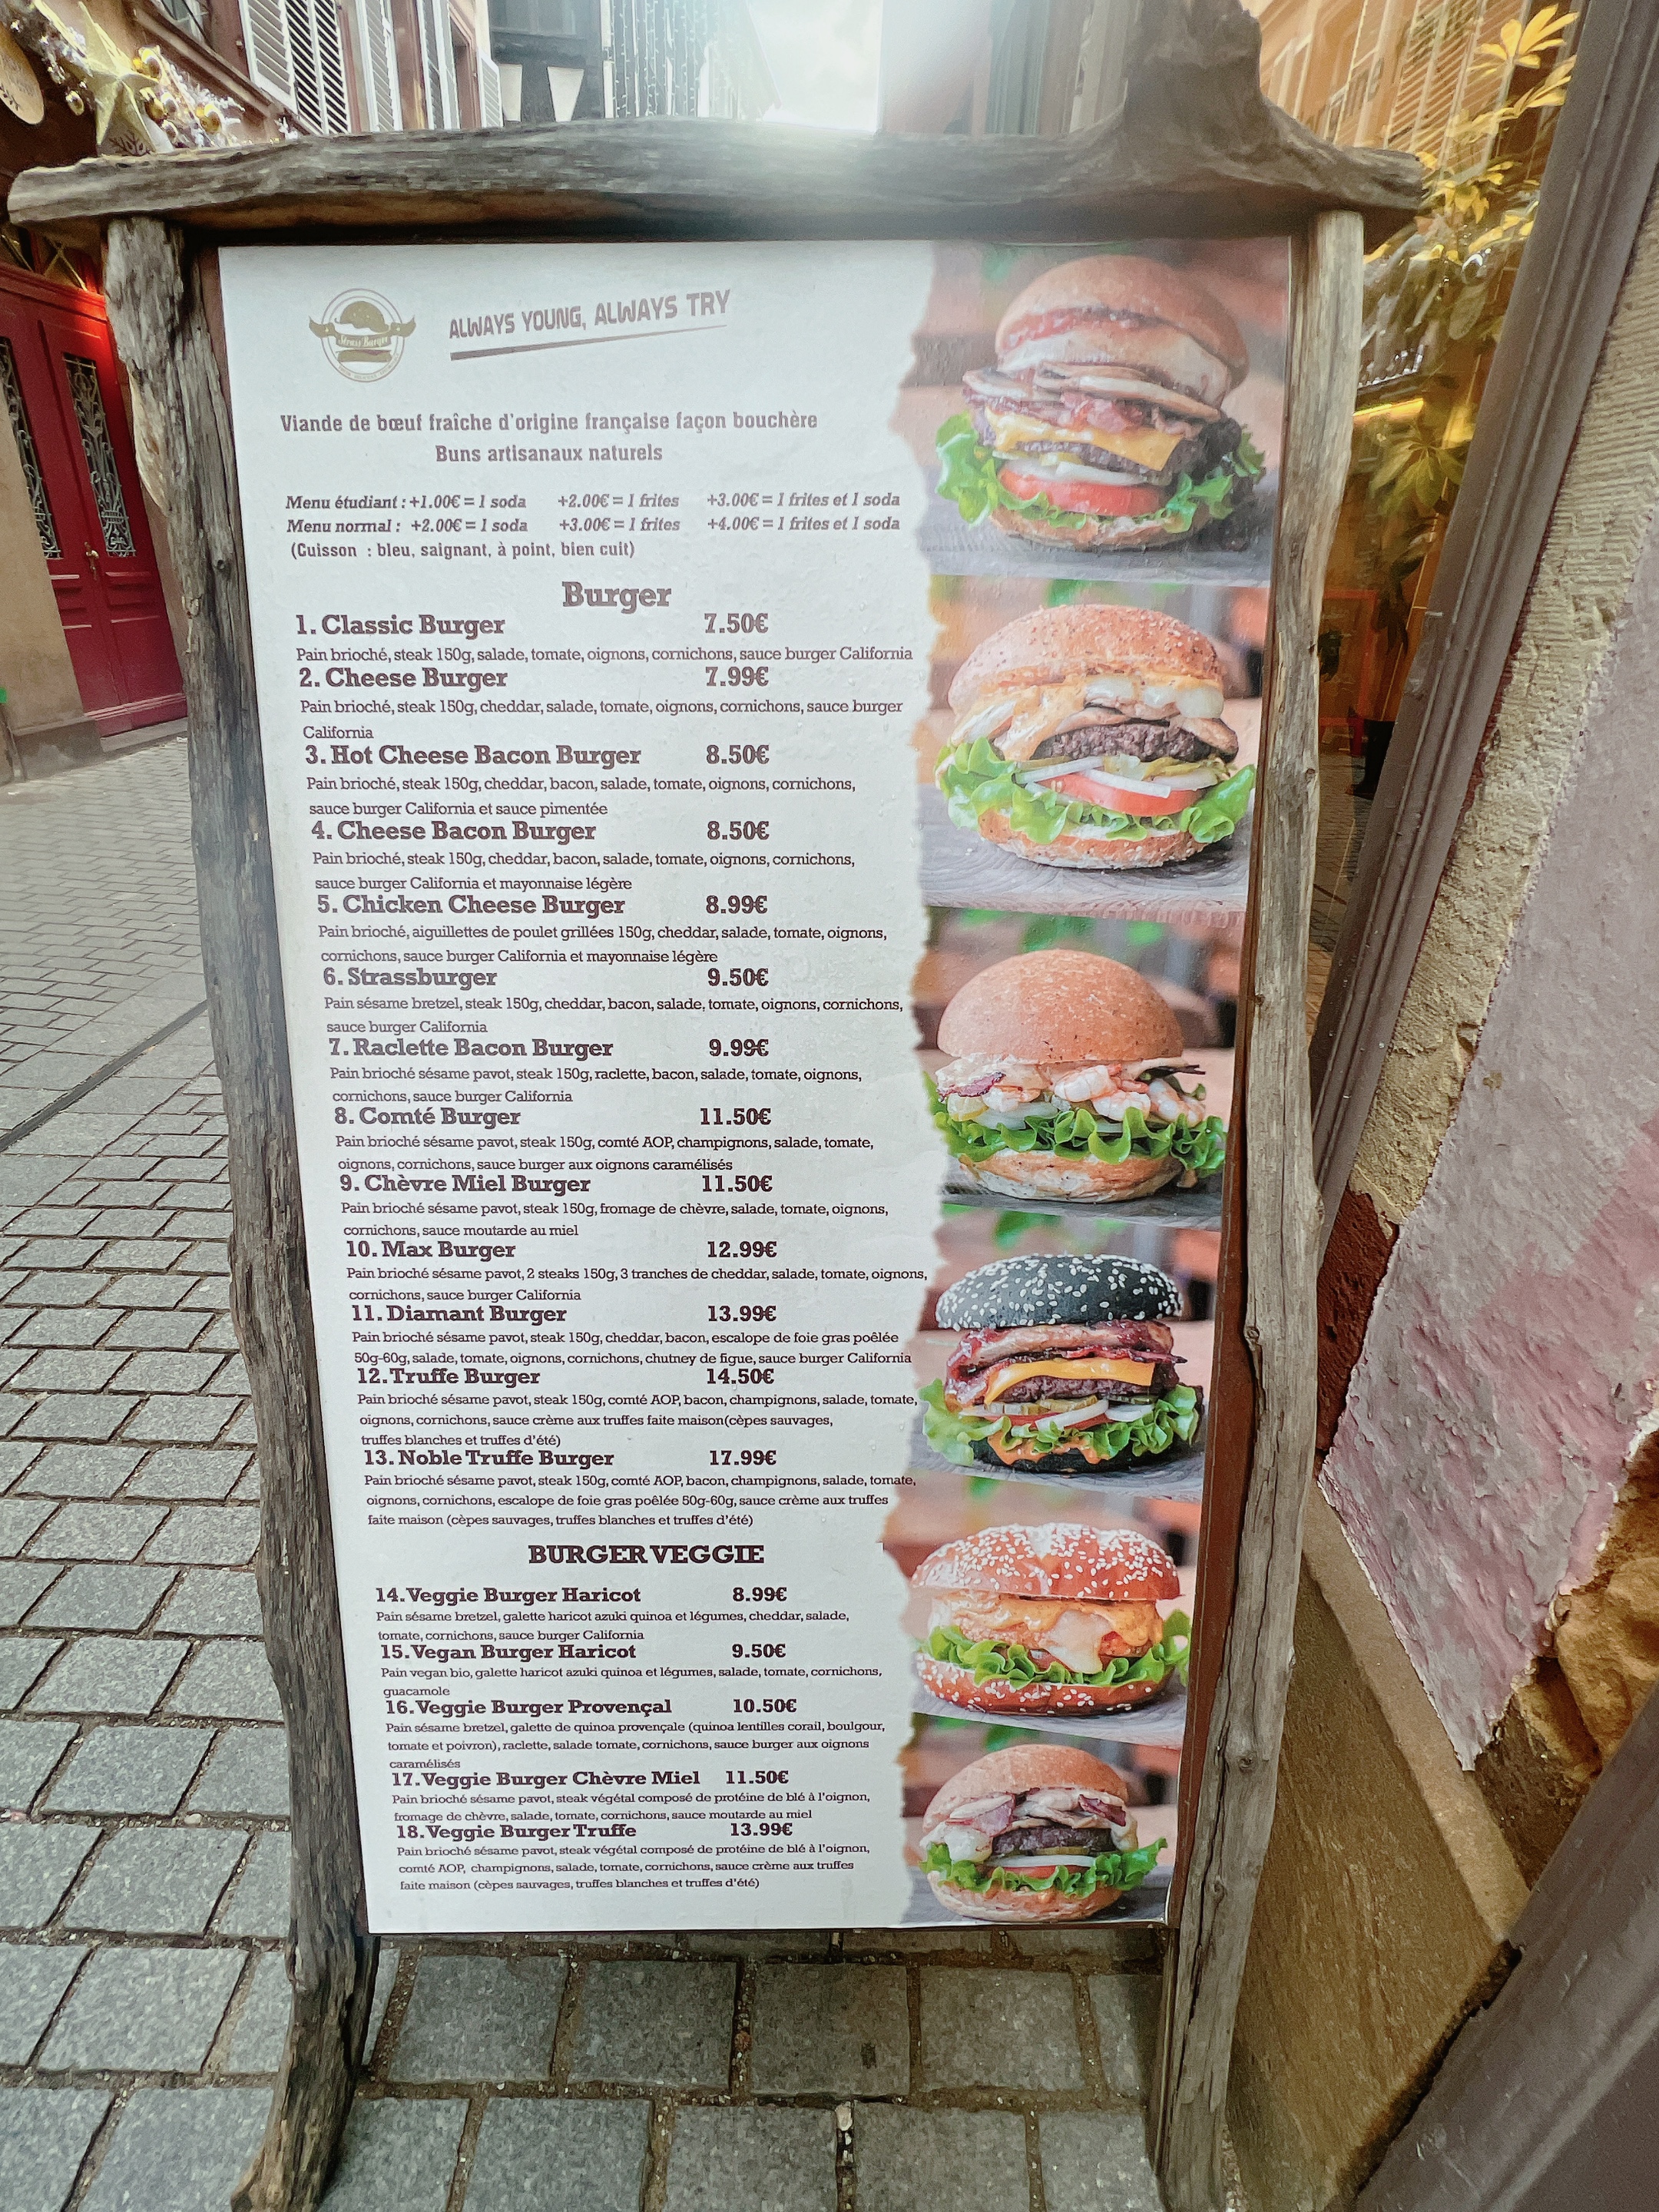 Strass'Burger
ALWAYS YOUNG, ALWAYS TRY
Viande de bœuf fraîche d'origine française façon bouchère
Buns artisanaux naturels
Menu étudiant : +1.00€ = 1 soda +2.00€ = 1 frites +3.00€ = 1 frites et 1 soda
Menu normal : +2.00€ = 1 soda +3.00€ = 1 frites +4.00€ = 1 frites et 1 soda
(Cuisson : bleu, saignant, à point, bien cuit)
Burger
1. Classic Burger 7.50€
Pain brioché, steak 150g, salade, tomate, oignons, cornichons, sauce burger California
2. Cheese Burger 7.99€
Pain brioché, steak 150g, cheddar, salade, tomate, oignons, cornichons, sauce burger
California
3. Hot Cheese Bacon Burger 8.50€
Pain brioché, steak 150g, cheddar, bacon, salade, tomate, oignons, cornichons,
sauce burger California et sauce pimentée
4. Cheese Bacon Burger 8.50€
Pain brioché, steak 150g, cheddar, bacon, salade, tomate, oignons, cornichons,
sauce burger California et mayonnaise légère
5. Chicken Cheese Burger 8.99€
Pain brioché, aiguillettes de poulet grillées 150g, cheddar, salade, tomate, oignons,
cornichons, sauce burger California et mayonnaise légère
6. Strassburger 9.50€
Pain sésame bretzel, steak 150g, cheddar, bacon, salade, tomate, oignons, cornichons,
sauce burger California
7. Raclette Bacon Burger 9.99€
Pain brioché sésame pavot, steak 150g, raclette, bacon, salade, tomate, oignons,
cornichons, sauce burger California
8. Comté Burger 11.50€
Pain brioché sésame pavot, steak 150g, comté AOP, champignons, salade, tomate,
oignons, cornichons, sauce burger aux oignons caramélisés
9. Chèvre Miel Burger 11.50€
Pain brioché sésame pavot, steak 150g, fromage de chèvre, salade, tomate, oignons,
cornichons, sauce moutarde au miel
10. Max Burger 12.99€
Pain brioché sésame pavot, 2 steaks 150g, 3 tranches de cheddar, salade, tomate, oignons,
cornichons, sauce burger California
11. Diamant Burger 13.99€
Pain brioché sésame pavot, steak 150g, cheddar, bacon, escalope de foie gras poêlée
50g-60g, salade, tomate, oignons, cornichons, chutney de figue, sauce burger California
12. Truffe Burger 14.50€
Pain brioché sésame pavot, steak 150g, comté AOP, bacon, champignons, salade, tomate,
oignons, cornichons, sauce crème aux truffes faite maison(cèpes sauvages,
truffes blanches et truffes d'été)
13. Noble Truffe Burger 17.99€
Pain brioché sésame pavot, steak 150g, comté AOP, bacon, champignons, salade, tomate,
oignons, cornichons, escalope de foie gras poêlée 50g-60g, sauce crème aux truffes
faite maison (cèpes sauvages, truffes blanches et truffes d'été)
BURGER VEGGIE
14. Veggie Burger Haricot 8.99€
Pain sésame bretzel, galette haricot azuki quinoa et légumes, cheddar, salade,
tomate, cornichons, sauce burger California
15. Vegan Burger Haricot 9.50€
Pain vegan bio, galette haricot azuki quinoa et légumes, salade, tomate, cornichons,
guacamole
16. Veggie Burger Provençal 10.50€
Pain sésame bretzel, galette de quinoa provençale (quinoa lentilles corail, boulgour,
tomate et poivron), raclette, salade tomate, cornichons, sauce burger aux oignons
caramélisés
17. Veggie Burger Chèvre Miel 11.50€
Pain brioché sésame pavot, steak végétal composé de protéine de blé à l'oignon,
fromage de chèvre, salade, tomate, cornichons, sauce moutarde au miel
18. Veggie Burger Truffe 13.99€
Pain brioché sésame pavot, steak végétal composé de protéine de blé à l'oignon,
comté AOP, champignons, salade, tomate, cornichons, sauce crème aux truffes
faite maison (cèpes sauvages, truffes blanches et truffes d'été)